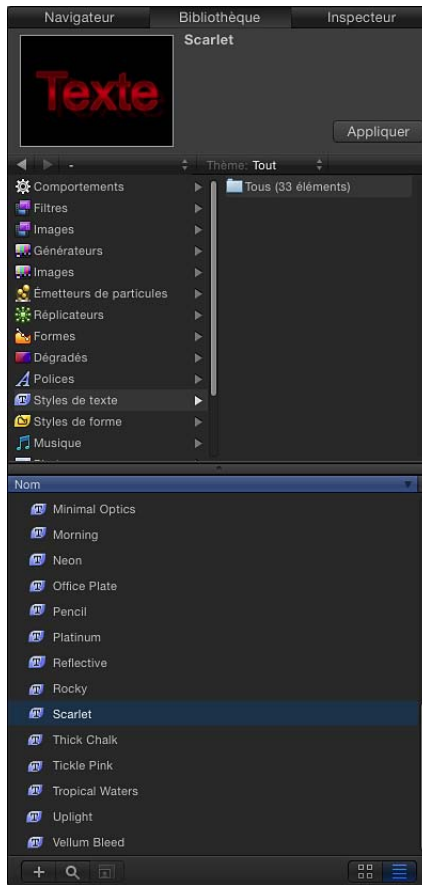 Navigateur
Bibliothèque
Inspecteur
Scarlet
Texte
Appliquer
-
Thème: Tout
Comportements
Filtres
Images
Générateurs
Images
Émetteurs de particules
Réplicateurs
Formes
Dégradés
Polices
Styles de texte
Styles de forme
Musique
Tous (33 éléments)
Nom
Minimal Optics
Morning
Neon
Office Plate
Pencil
Platinum
Reflective
Rocky
Scarlet
Thick Chalk
Tickle Pink
Tropical Waters
Uplight
Vellum Bleed